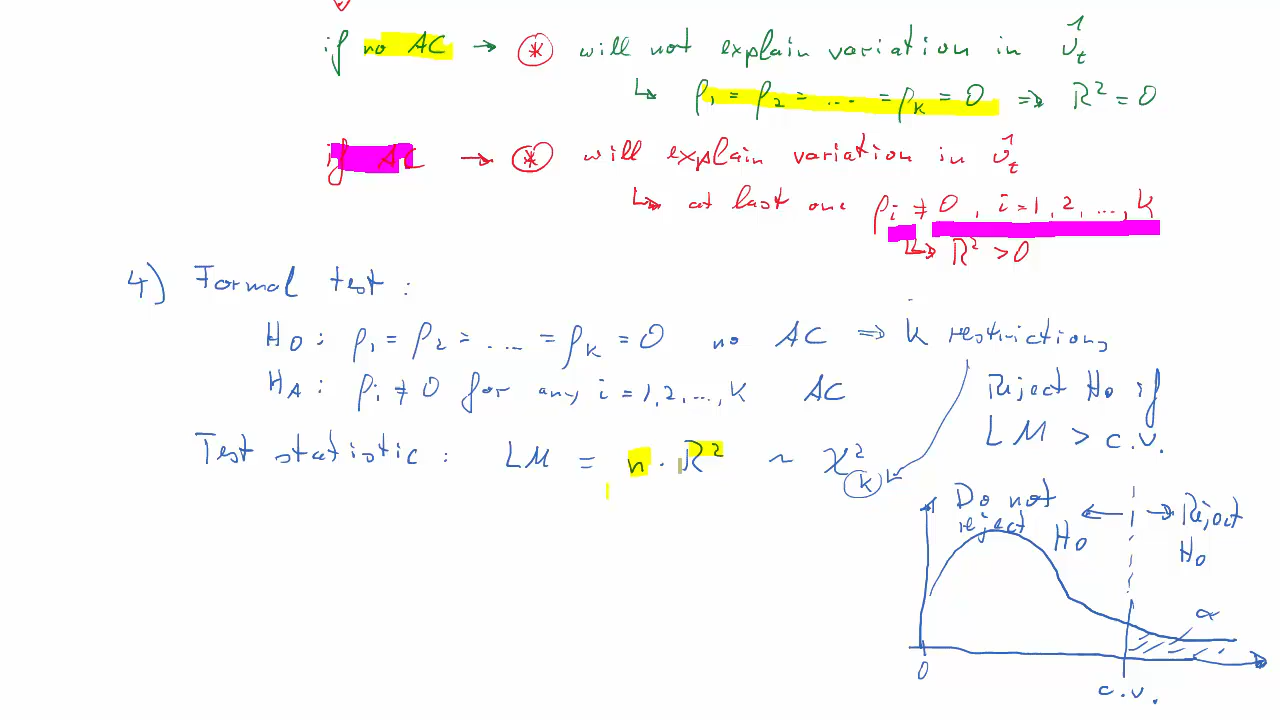 if no AC → ⊛ will not explain variation in û_t
↳ ρ₁ = ρ₂ = .... = ρ_K = 0 ⇒ R² = 0
if AC → ⊛ will explain variation in û_t
↳ at last one ρ_i ≠ 0, i = 1, 2, ..., K
↳ R² > 0
4) Formal test:
H₀: ρ₁ = ρ₂ = .... = ρ_K = 0 no AC ⇒ K restrictions
H_A: ρ_i ≠ 0 for any i = 1, 2, ..., K AC
Reject H₀ if
LM > c.v.
Test statistic: LM = n · R² ~ χ²_(K)
Do not reject H₀ ← → Reject H₀
α
0
c.v.